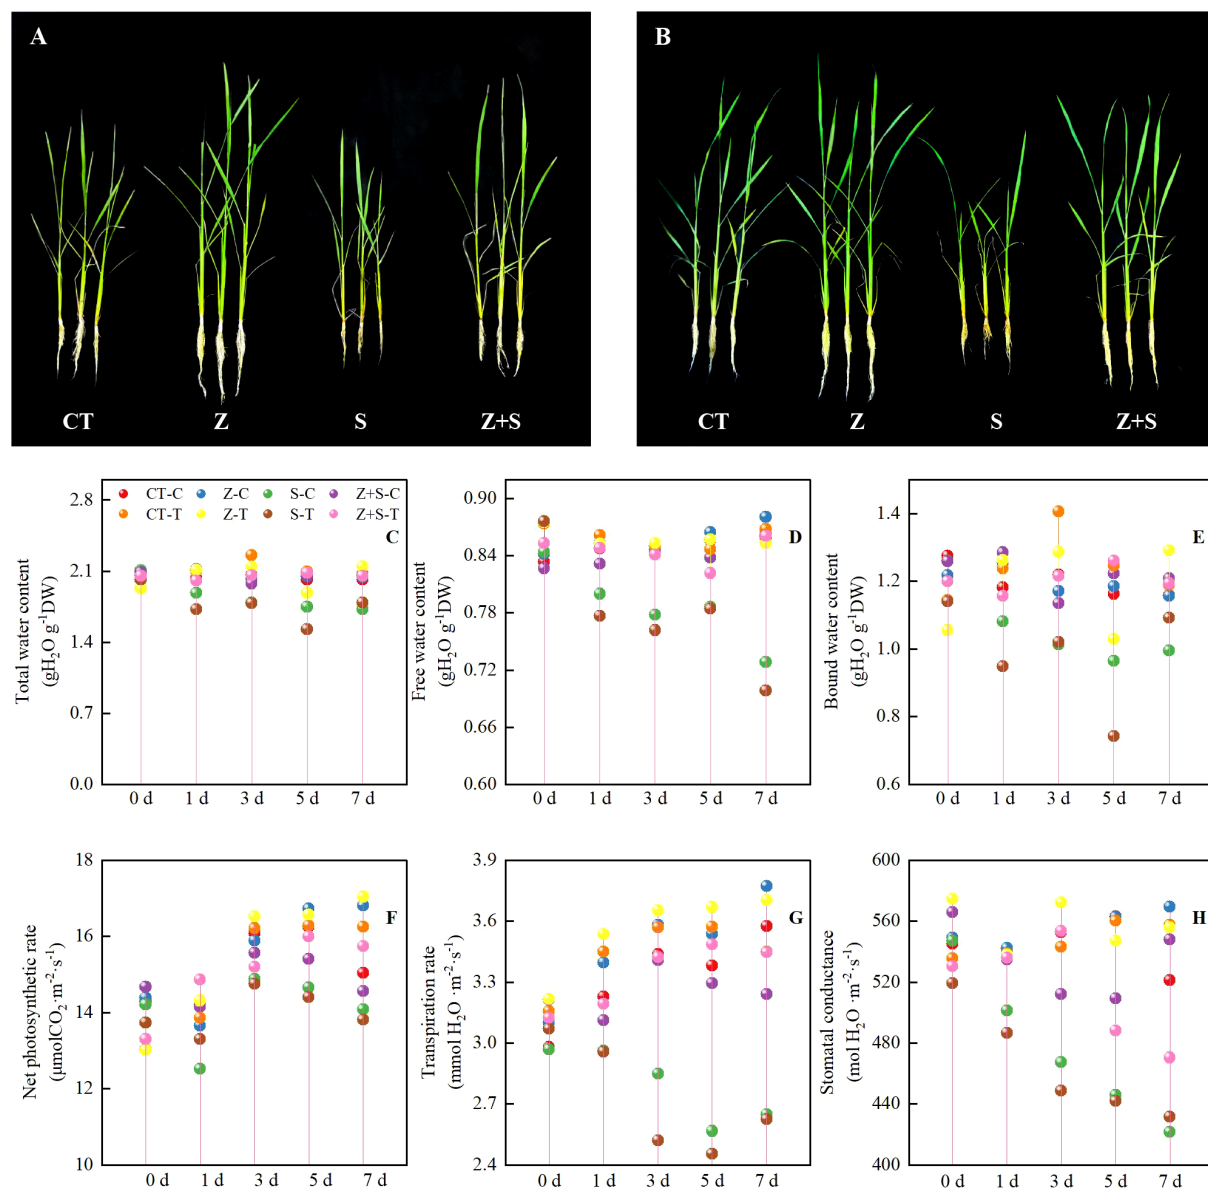 A
B
CT Z S Z+S
CT Z S Z+S
CT-C Z-C S-C Z+S-C
CT-T Z-T S-T Z+S-T
C
Total water content
(gH₂O g⁻¹DW)
2.8
2.1
1.4
0.7
0.0
0 d 1 d 3 d 5 d 7 d
D
Free water content
(gH₂O g⁻¹DW)
0.90
0.84
0.78
0.72
0.66
0.60
0 d 1 d 3 d 5 d 7 d
E
Bound water content
(gH₂O g⁻¹DW)
1.4
1.2
1.0
0.8
0.6
0 d 1 d 3 d 5 d 7 d
F
Net photosynthetic rate
(μmolCO₂·m⁻²·s⁻¹)
18
16
14
12
10
0 d 1 d 3 d 5 d 7 d
G
Transpiration rate
(mmol H₂O·m⁻²·s⁻¹)
3.9
3.6
3.3
3.0
2.7
2.4
0 d 1 d 3 d 5 d 7 d
H
Stomatal conductance
(mol H₂O·m⁻²·s⁻¹)
600
560
520
480
440
400
0 d 1 d 3 d 5 d 7 d